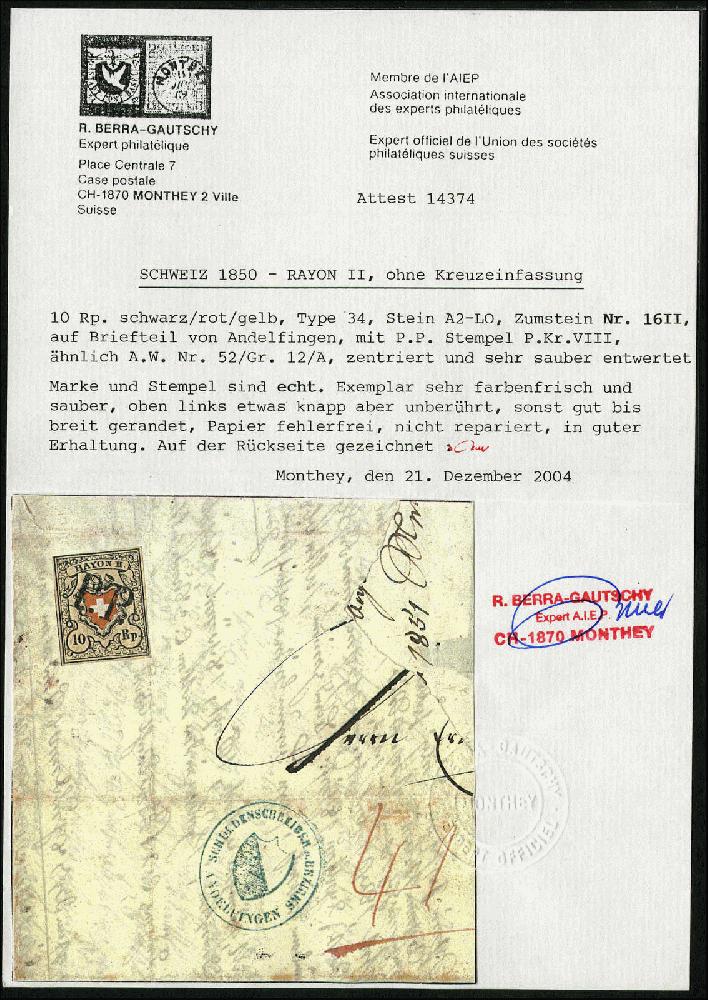 R. BERRA-GAUTSCHY
Expert philatélique
Place Centrale 7
Case postale
CH-1870 MONTHEY 2 Ville
Suisse
Membre de l'AIEP
Association internationale
des experts philatéliques
Expert officiel de l'Union des sociétés
philatéliques suisses
Attest 14374
SCHWEIZ 1850 - RAYON II, ohne Kreuzeinfassung
10 Rp. schwarz/rot/gelb, Type 34, Stein A2-LO, Zumstein Nr. 16II,
auf Briefteil von Andelfingen, mit P.P. Stempel P.Kr.VIII,
ähnlich A.W. Nr. 52/Gr. 12/A, zentriert und sehr sauber entwertet
Marke und Stempel sind echt. Exemplar sehr farbenfrisch und
sauber, oben links etwas knapp aber unberührt, sonst gut bis
breit gerandet, Papier fehlerfrei, nicht repariert, in guter
Erhaltung. Auf der Rückseite gezeichnet
Monthey, den 21. Dezember 2004
RAYON II
10 Rp
1851
R. BERRA-GAUTSCHY
Expert A.I.E.P.
CH-1870 MONTHEY
MONTHEY
ANDELFINGEN